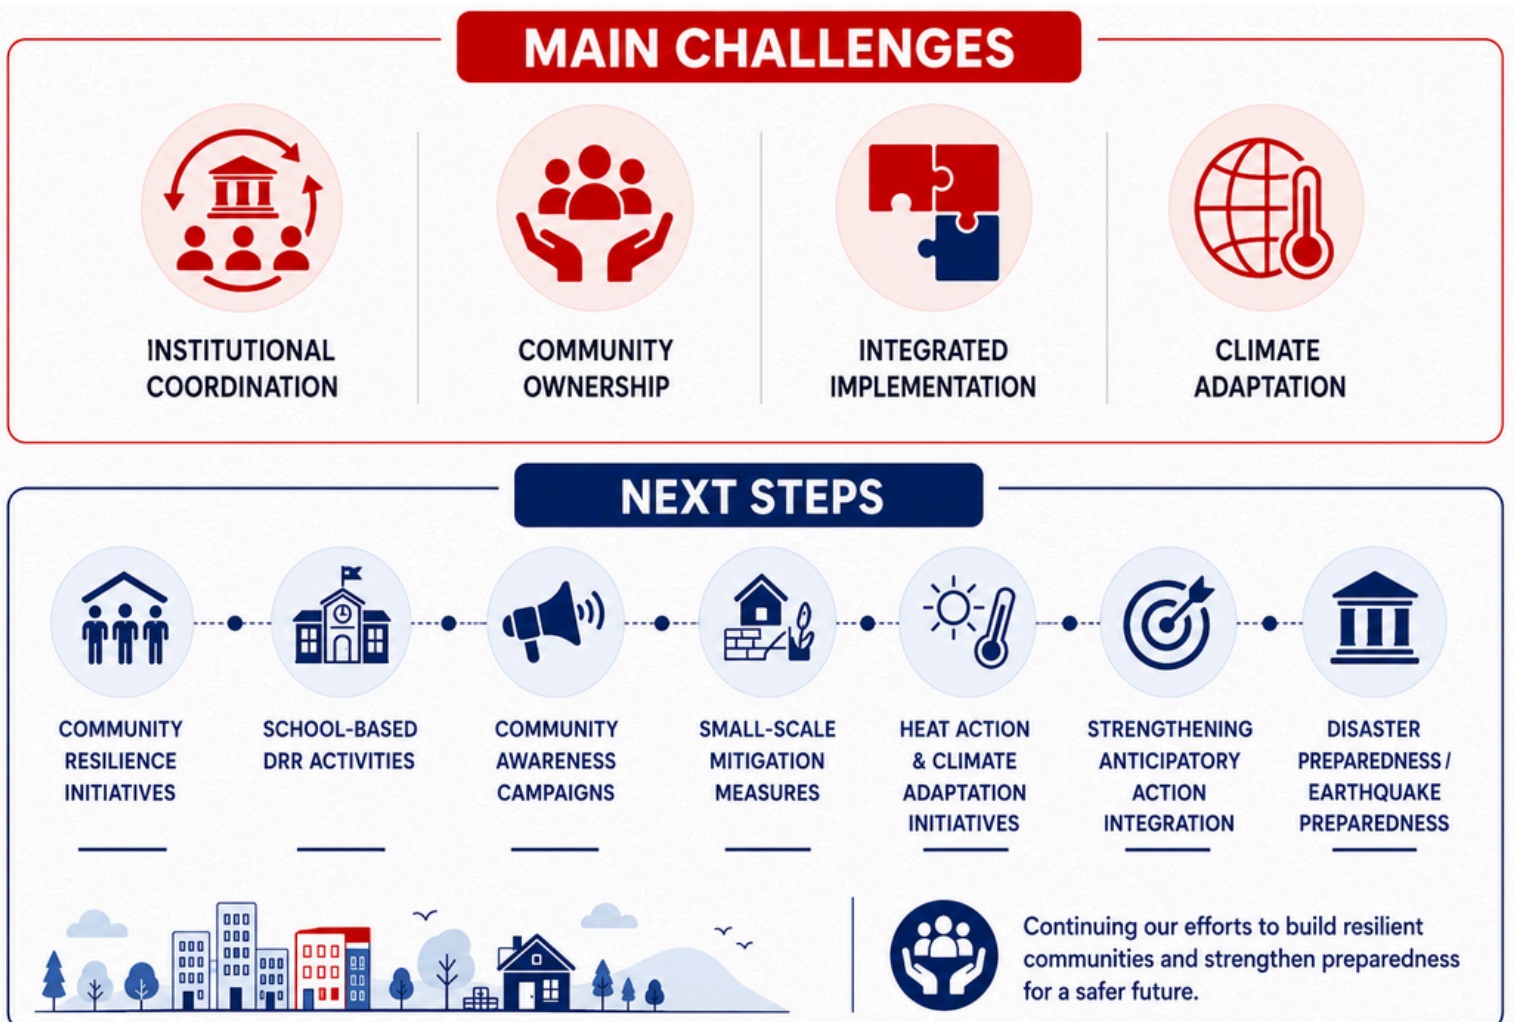 MAIN CHALLENGES
INSTITUTIONAL
COORDINATION
COMMUNITY
OWNERSHIP
INTEGRATED
IMPLEMENTATION
CLIMATE
ADAPTATION
NEXT STEPS
COMMUNITY
RESILIENCE
INITIATIVES
SCHOOL-BASED
DRR ACTIVITIES
COMMUNITY
AWARENESS
CAMPAIGNS
SMALL-SCALE
MITIGATION
MEASURES
HEAT ACTION
& CLIMATE
ADAPTATION
INITIATIVES
STRENGTHENING
ANTICIPATORY
ACTION
INTEGRATION
DISASTER
PREPAREDNESS /
EARTHQUAKE
PREPAREDNESS
Continuing our efforts to build resilient
communities and strengthen preparedness
for a safer future.